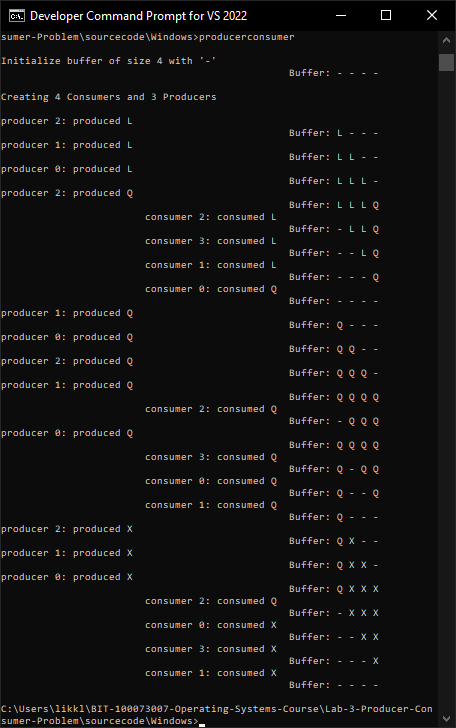 Developer Command Prompt for VS 2022
sumer-Problem\sourcecode\Windows>producerconsumer
Initialize buffer of size 4 with '-'
Buffer: - - - -
Creating 4 Consumers and 3 Producers
producer 2: produced L
Buffer: L - - -
producer 1: produced L
Buffer: L L - -
producer 0: produced L
Buffer: L L L -
producer 2: produced Q
Buffer: L L L Q
consumer 2: consumed L
Buffer: - L L Q
consumer 3: consumed L
Buffer: - - L Q
consumer 1: consumed L
Buffer: - - - Q
consumer 0: consumed Q
Buffer: - - - -
producer 1: produced Q
Buffer: Q - - -
producer 0: produced Q
Buffer: Q Q - -
producer 2: produced Q
Buffer: Q Q Q -
producer 1: produced Q
Buffer: Q Q Q Q
consumer 2: consumed Q
Buffer: - Q Q Q
producer 0: produced Q
Buffer: Q Q Q Q
consumer 3: consumed Q
Buffer: Q - Q Q
consumer 0: consumed Q
Buffer: Q - - Q
consumer 1: consumed Q
Buffer: Q - - -
producer 2: produced X
Buffer: Q X - -
producer 1: produced X
Buffer: Q X X -
producer 0: produced X
Buffer: Q X X X
consumer 2: consumed Q
Buffer: - X X X
consumer 0: consumed X
Buffer: - - X X
consumer 3: consumed X
Buffer: - - - X
consumer 1: consumed X
Buffer: - - - -
C:\Users\likkl\BIT-100073007-Operating-Systems-Course\Lab-3-Producer-Con
sumer-Problem\sourcecode\Windows>